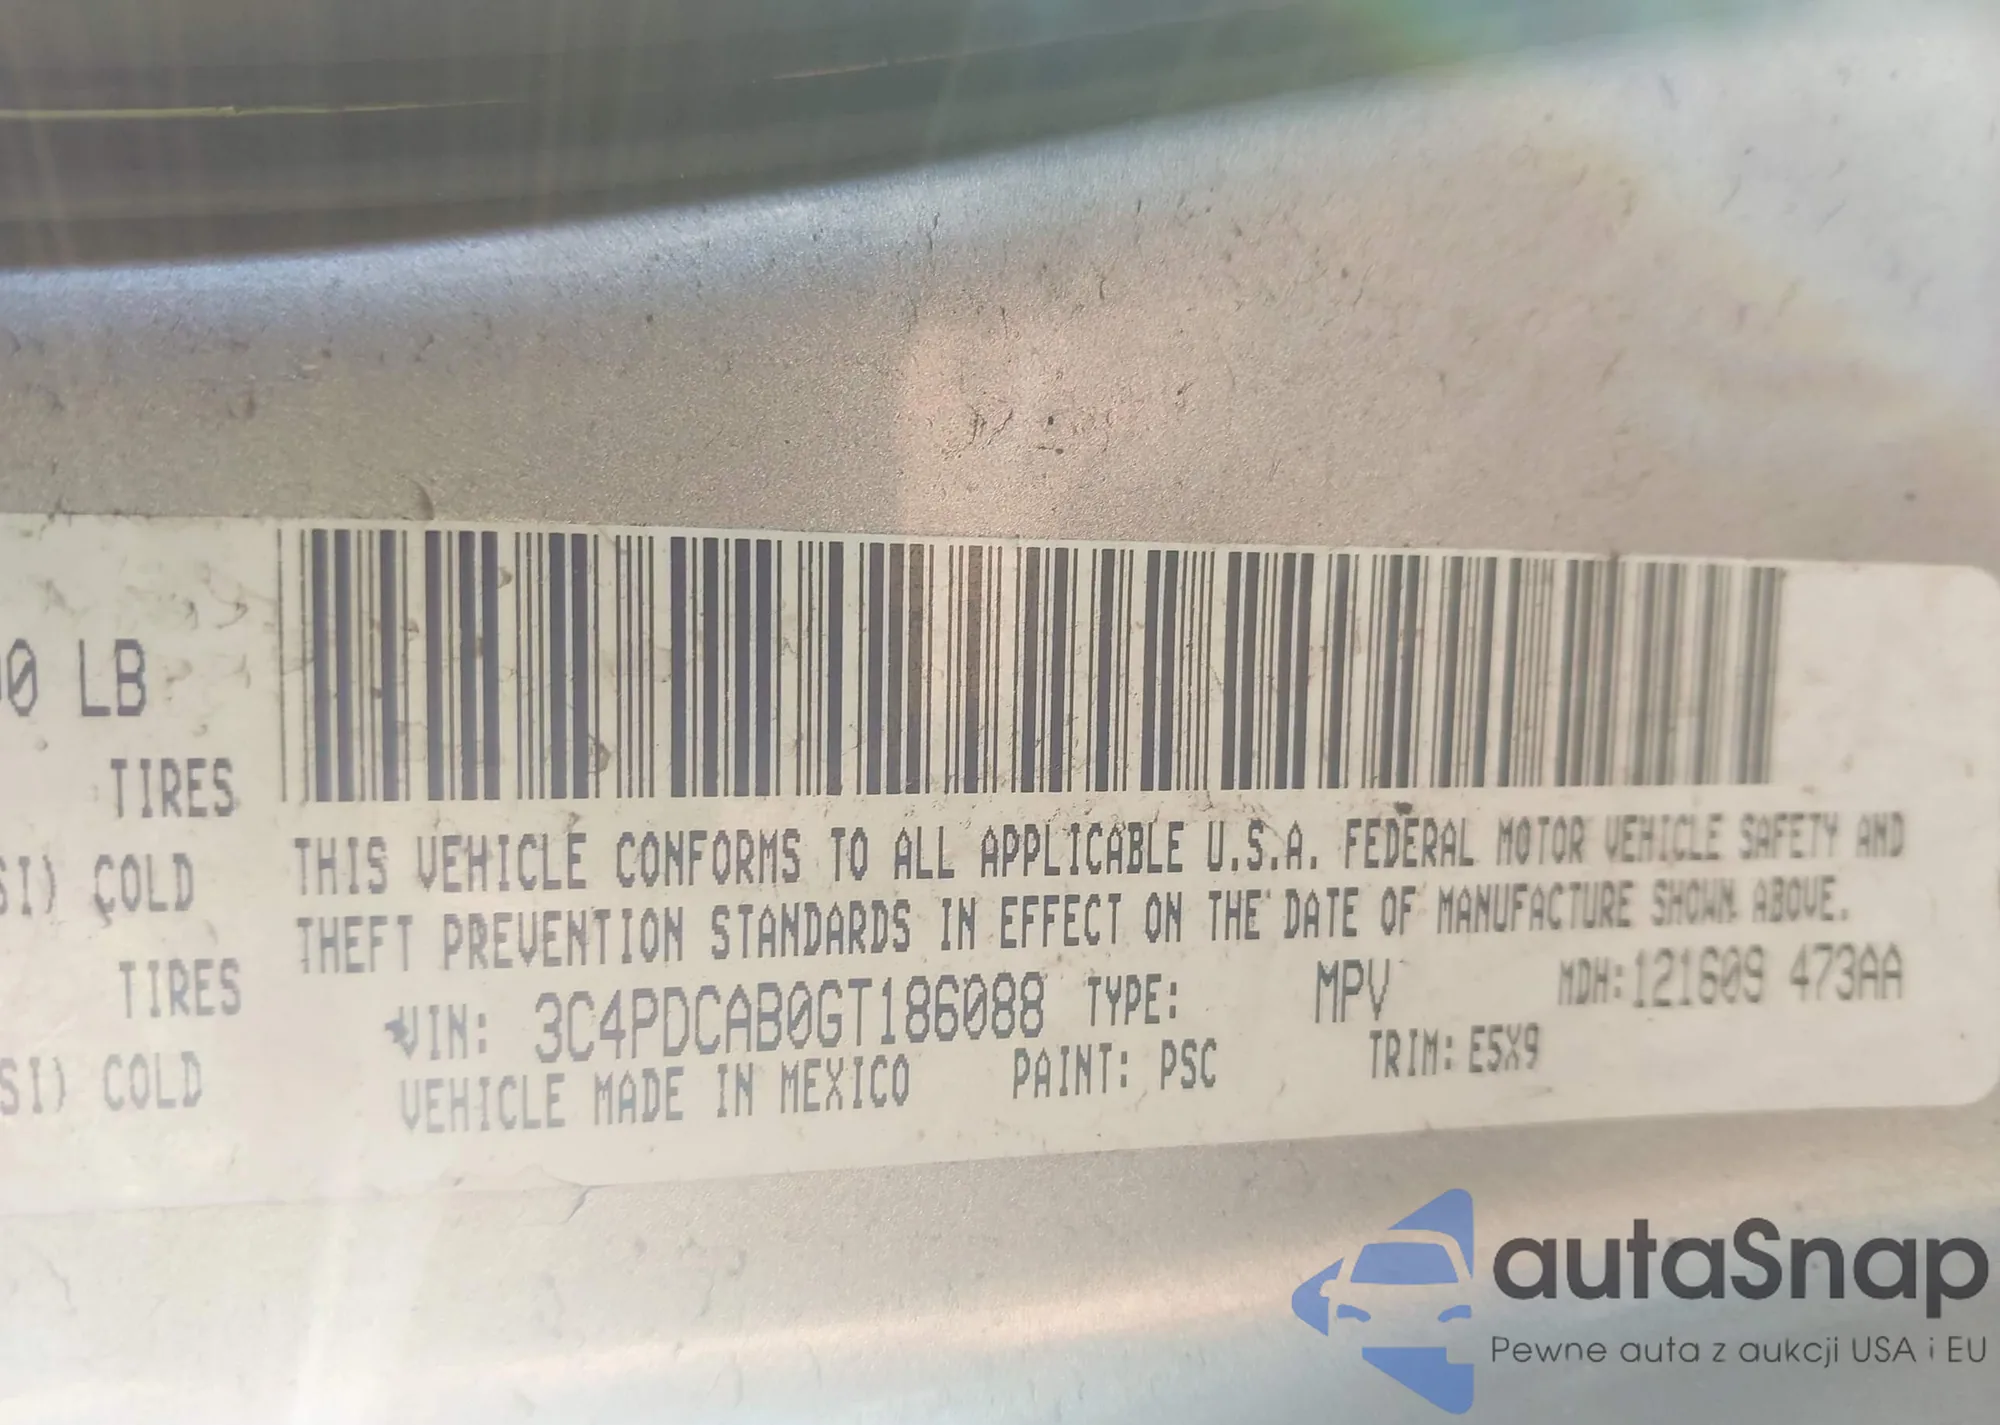 00 LB
TIRES
SI) COLD
TIRES
SI) COLD
THIS VEHICLE CONFORMS TO ALL APPLICABLE U.S.A. FEDERAL MOTOR VEHICLE SAFETY AND
THEFT PREVENTION STANDARDS IN EFFECT ON THE DATE OF MANUFACTURE SHOWN ABOVE.
VIN: 3C4PDCAB0GT186088 TYPE: MPV MDH:121609 473AA
VEHICLE MADE IN MEXICO PAINT: PSC TRIM: E5X9
autaSnap
Pewne auta z aukcji USA i EU